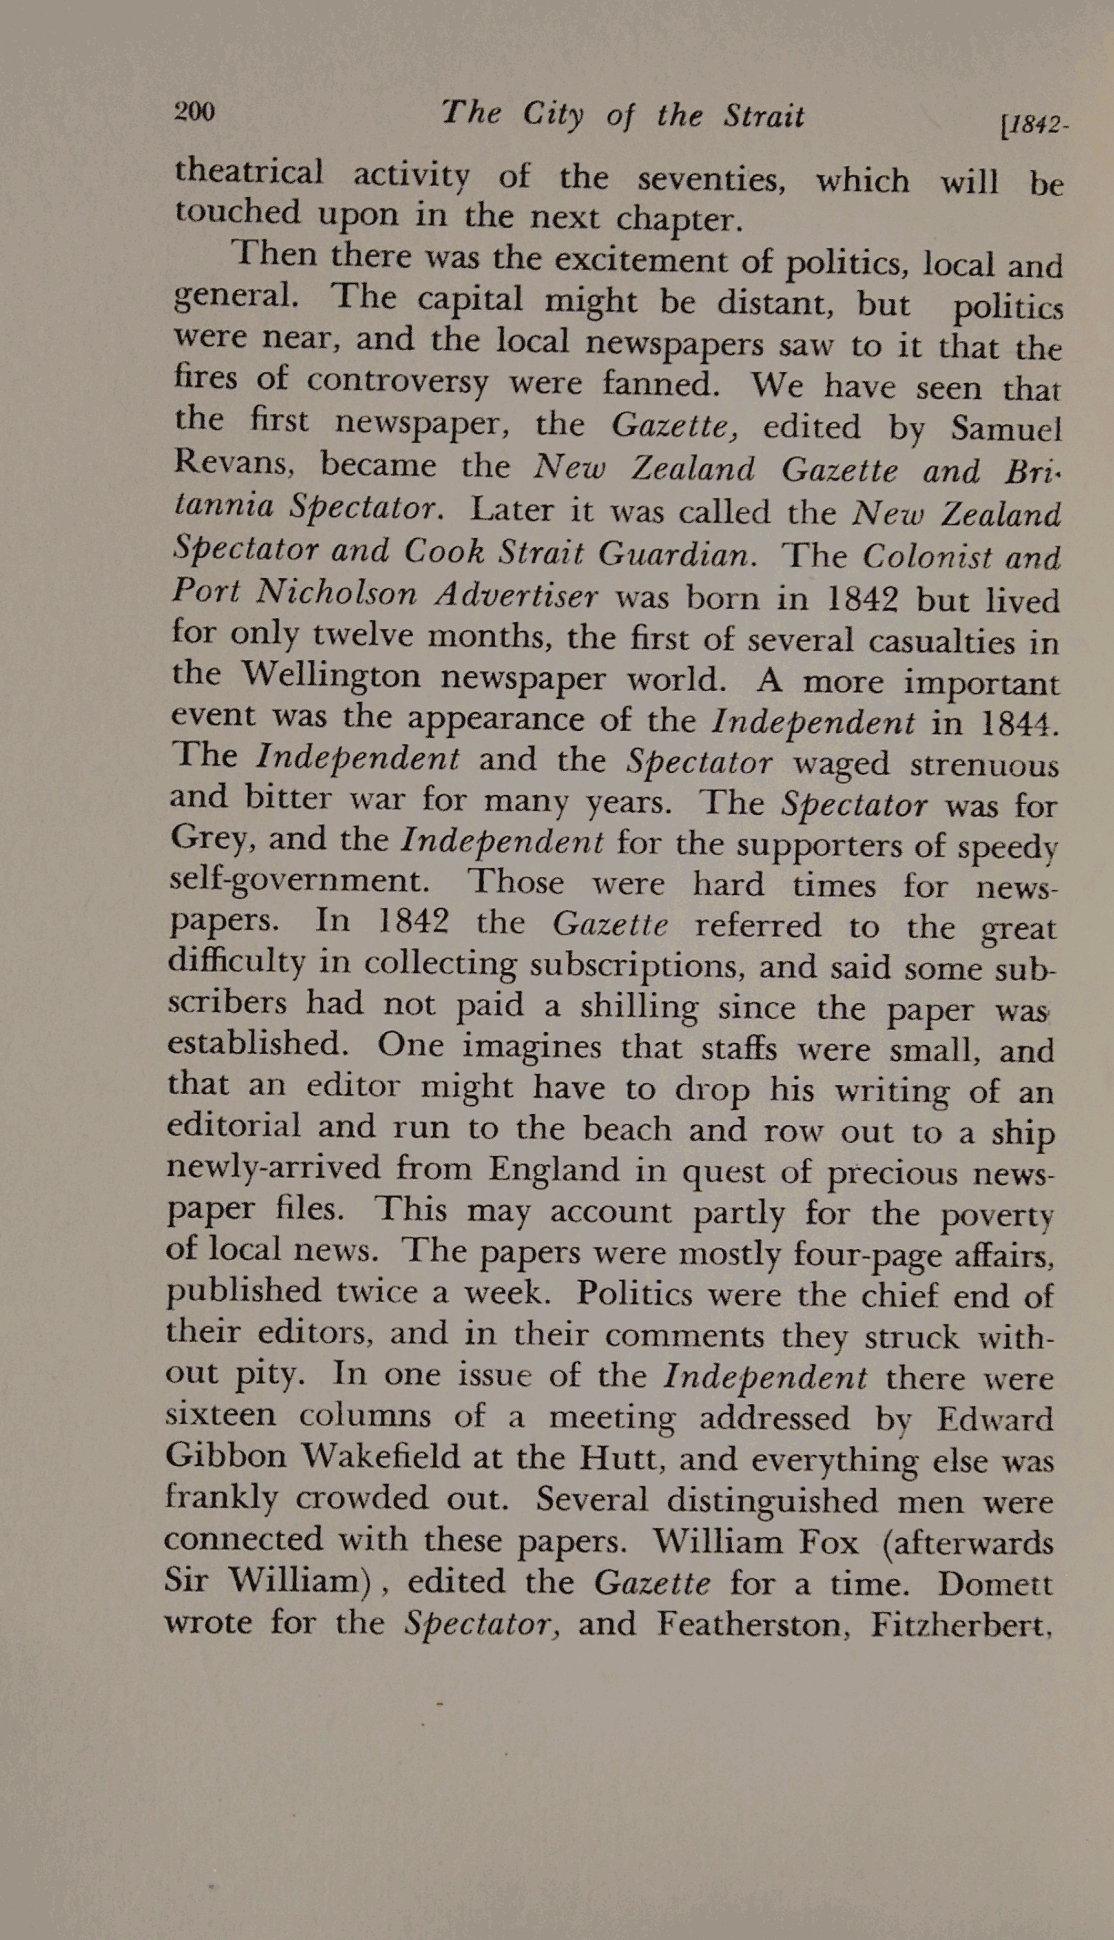 200 The City of the Strait [1842-
theatrical activity of the seventies, which will be
touched upon in the next chapter.
Then there was the excitement of politics, local and
general. The capital might be distant, but politics
were near, and the local newspapers saw to it that the
fires of controversy were fanned. We have seen that
the first newspaper, the Gazette, edited by Samuel
Revans, became the New Zealand Gazette and Bri-
tannia Spectator. Later it was called the New Zealand
Spectator and Cook Strait Guardian. The Colonist and
Port Nicholson Advertiser was born in 1842 but lived
for only twelve months, the first of several casualties in
the Wellington newspaper world. A more important
event was the appearance of the Independent in 1844.
The Independent and the Spectator waged strenuous
and bitter war for many years. The Spectator was for
Grey, and the Independent for the supporters of speedy
self-government. Those were hard times for news-
papers. In 1842 the Gazette referred to the great
difficulty in collecting subscriptions, and said some sub-
scribers had not paid a shilling since the paper was
established. One imagines that staffs were small, and
that an editor might have to drop his writing of an
editorial and run to the beach and row out to a ship
newly-arrived from England in quest of precious news-
paper files. This may account partly for the poverty
of local news. The papers were mostly four-page affairs,
published twice a week. Politics were the chief end of
their editors, and in their comments they struck with-
out pity. In one issue of the Independent there were
sixteen columns of a meeting addressed by Edward
Gibbon Wakefield at the Hutt, and everything else was
frankly crowded out. Several distinguished men were
connected with these papers. William Fox (afterwards
Sir William), edited the Gazette for a time. Domett
wrote for the Spectator, and Featherston, Fitzherbert,